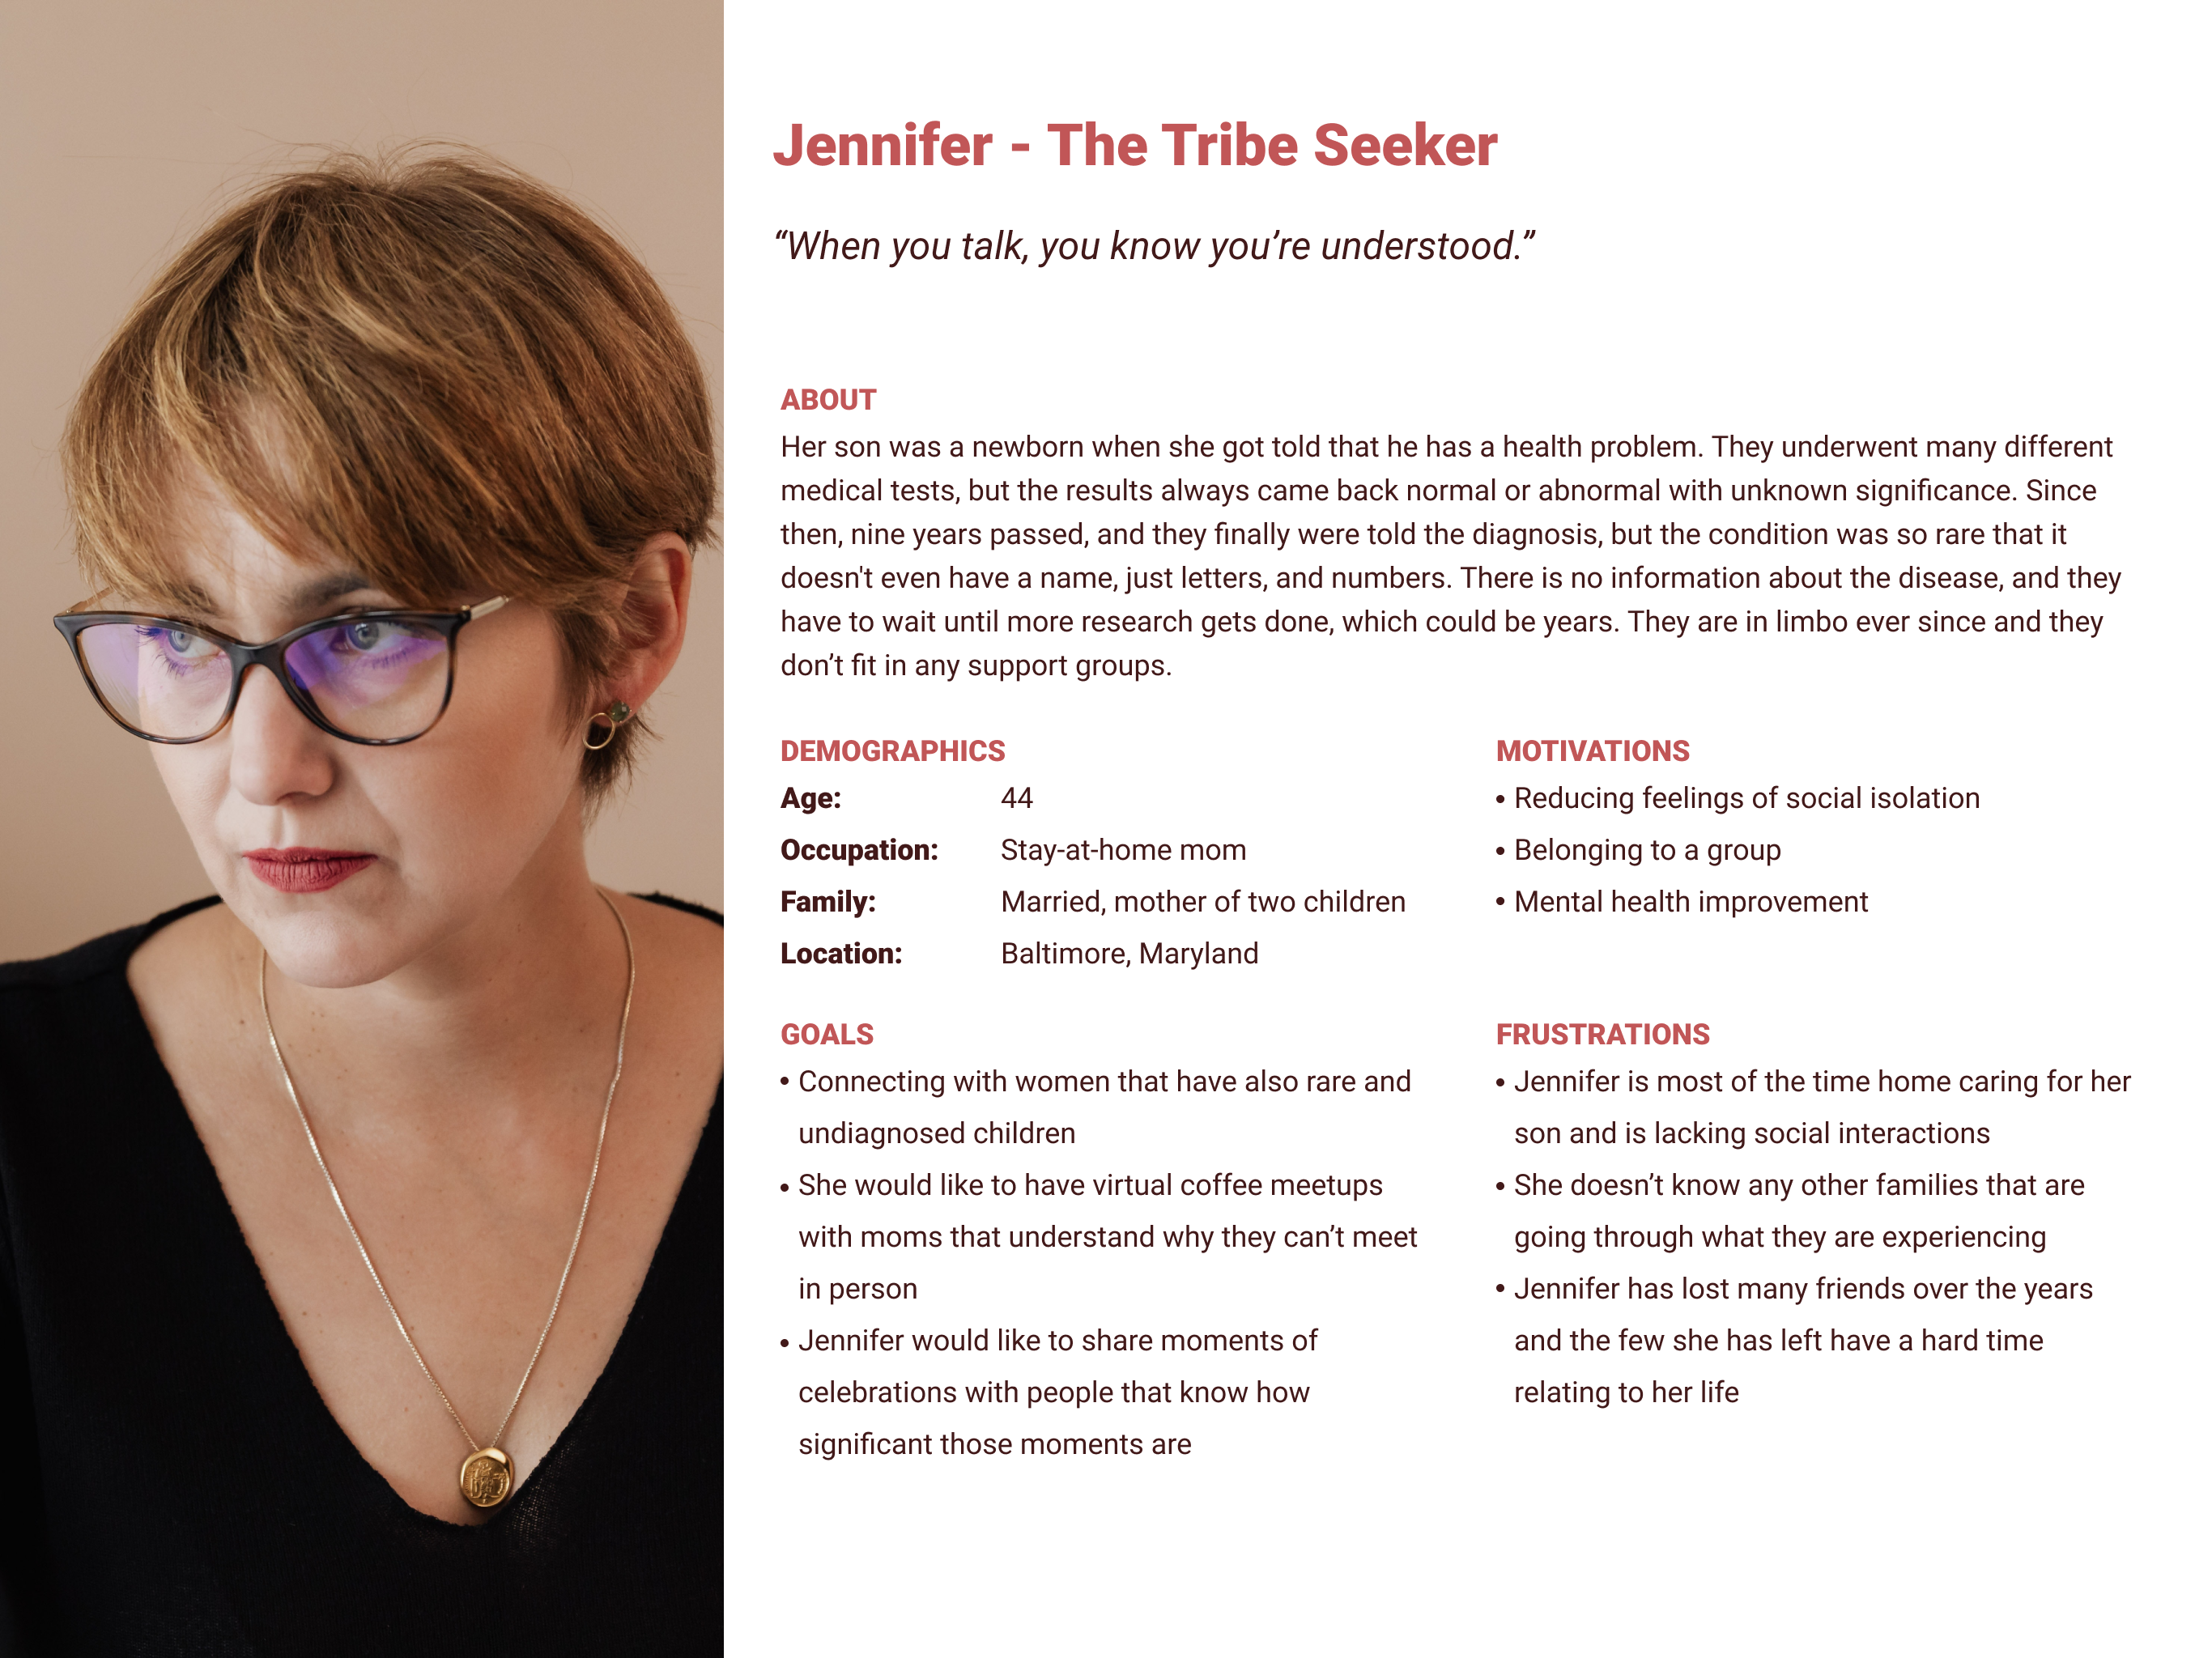 Jennifer - The Tribe Seeker
“When you talk, you know you’re understood.”
ABOUT
Her son was a newborn when she got told that he has a health problem. They underwent many different
medical tests, but the results always came back normal or abnormal with unknown significance. Since
then, nine years passed, and they finally were told the diagnosis, but the condition was so rare that it
doesn't even have a name, just letters, and numbers. There is no information about the disease, and they
have to wait until more research gets done, which could be years. They are in limbo ever since and they
don’t fit in any support groups.
DEMOGRAPHICS
Age: 44
Occupation: Stay-at-home mom
Family: Married, mother of two children
Location: Baltimore, Maryland
MOTIVATIONS
• Reducing feelings of social isolation
• Belonging to a group
• Mental health improvement
GOALS
• Connecting with women that have also rare and
undiagnosed children
• She would like to have virtual coffee meetups
with moms that understand why they can’t meet
in person
• Jennifer would like to share moments of
celebrations with people that know how
significant those moments are
FRUSTRATIONS
• Jennifer is most of the time home caring for her
son and is lacking social interactions
• She doesn’t know any other families that are
going through what they are experiencing
• Jennifer has lost many friends over the years
and the few she has left have a hard time
relating to her life